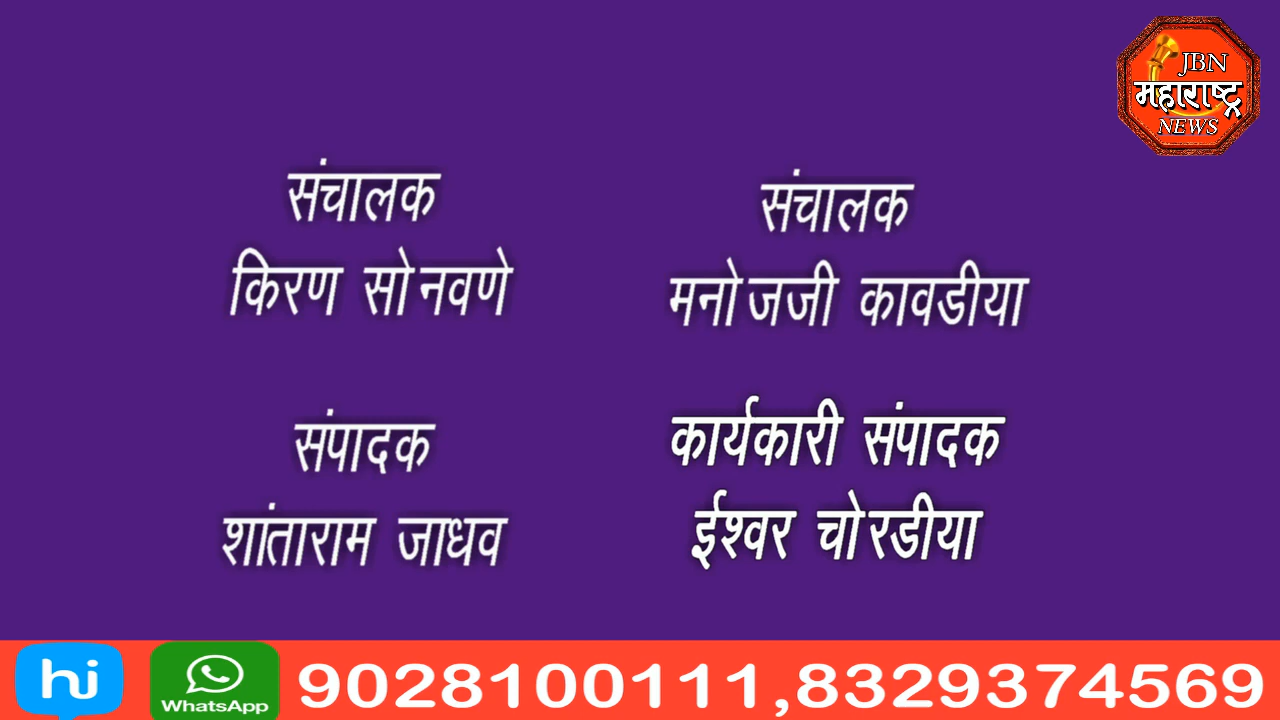 JBN
महाराष्ट्र
NEWS
संचालक
किरण सोनवणे
संचालक
मनोजजी कावडीया
संपादक
शांताराम जाधव
कार्यकारी संपादक
ईश्वर चोरडीया
hi
WhatsApp
9028100111,8329374569